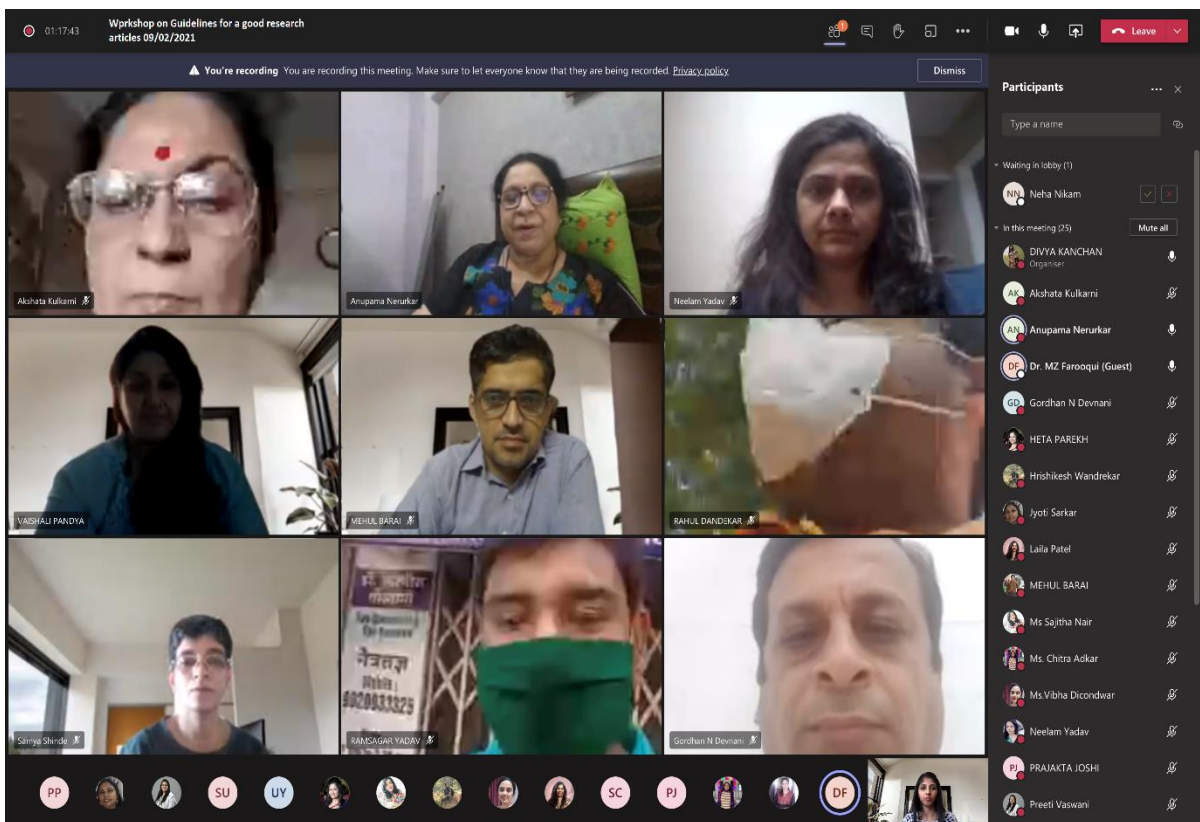 01:17:43
Wprkshop on Guidelines for a good research
articles 09/02/2021
1
Leave
You're recording You are recording this meeting. Make sure to let everyone know that they are being recorded. Privacy policy
Dismiss
Akshata Kulkarni
Anupama Nerurkar
Neelam Yadav
VAISHALI PANDYA
MEHUL BARAI
RAHUL DANDEKAR
Samya Shinde
RAMSAGAR YADAV
Gordhan N Devnani
नेत्रतज्ञ
9920933325
PP
SU
UY
SC
PJ
DF
Participants
Type a name
Waiting in lobby (1)
NN Neha Nikam
In this meeting (25)
Mute all
DIVYA KANCHAN
Organiser
AK Akshata Kulkarni
AN Anupama Nerurkar
DF Dr. MZ Farooqui (Guest)
GD Gordhan N Devnani
HETA PAREKH
Hrishikesh Wandrekar
Jyoti Sarkar
Laila Patel
MEHUL BARAI
Ms Sajitha Nair
Ms. Chitra Adkar
Ms.Vibha Dicondwar
Neelam Yadav
PJ PRAJAKTA JOSHI
Preeti Vaswani